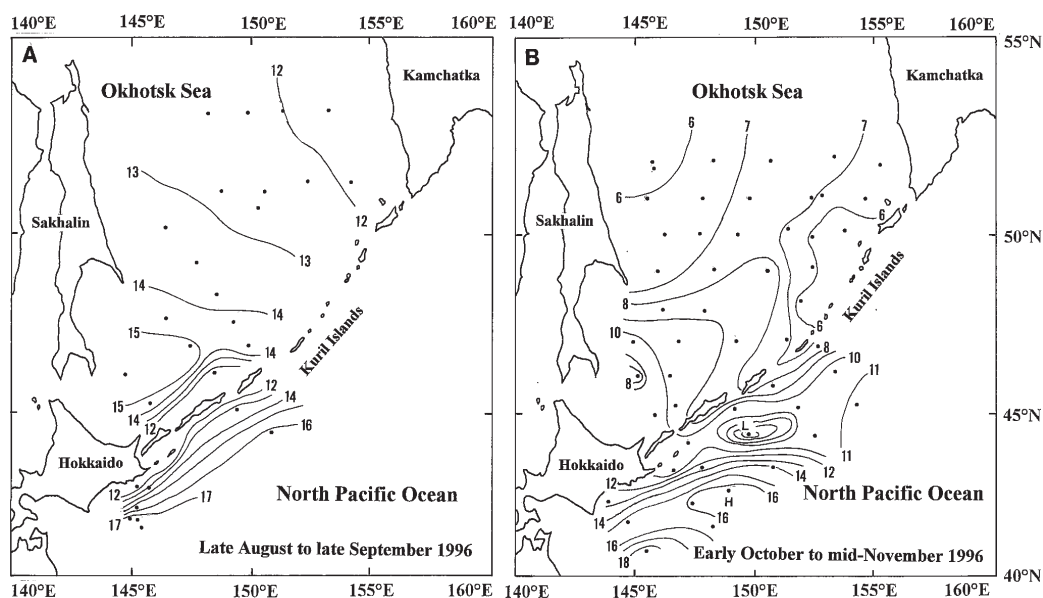 140°E 145°E 150°E 155°E 160°E
A
Okhotsk Sea
Kamchatka
Sakhalin
Kuril Islands
Hokkaido
North Pacific Ocean
Late August to late September 1996
12
12
13
13
14
14
15
15
14
14
12
12
14
16
12
17
17
140°E 145°E 150°E 155°E 160°E
140°E 145°E 150°E 155°E 160°E
B
55°N
Okhotsk Sea
Kamchatka
Sakhalin
50°N
Kuril Islands
45°N
Hokkaido
North Pacific Ocean
Early October to mid-November 1996
40°N
6
7
7
6
6
8
10
6
8
8
10
11
L
11
12
12
14
14
16
H
16
16
18
140°E 145°E 150°E 155°E 160°E